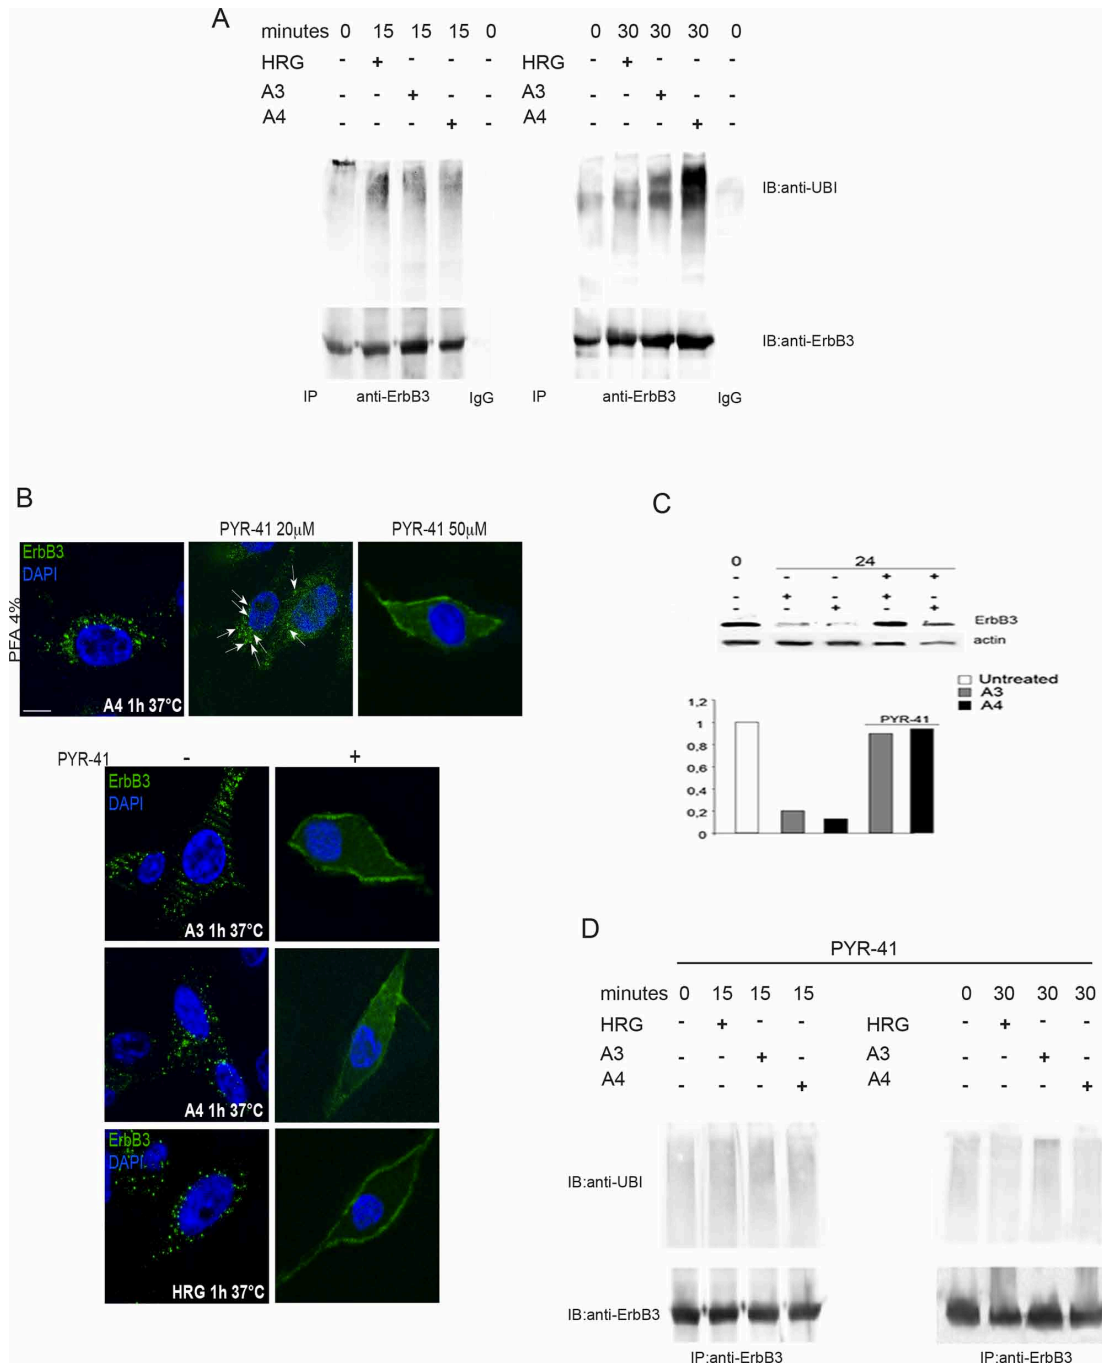 A
minutes 0 15 15 15 0 0 30 30 30 0
HRG - + - - - HRG - + - - -
A3 - - + - - A3 - - + - -
A4 - - - + - A4 - - - + -
IB:anti-UBI
IB:anti-ErbB3
IP anti-ErbB3 IgG IP anti-ErbB3 IgG
B
PYR-41 20µM PYR-41 50µM
ErbB3
DAPI
PFA 4%
A4 1h 37°C
PYR-41 - +
ErbB3
DAPI
A3 1h 37°C
A4 1h 37°C
ErbB3
DAPI
HRG 1h 37°C
C
0 24
- - - + +
- + - + -
- - + - +
ErbB3
actin
Untreated
A3
A4
PYR-41
1,2
1
0,8
0,6
0,4
0,2
0
D
PYR-41
minutes 0 15 15 15 0 30 30 30
HRG - + - - HRG - + - -
A3 - - + - A3 - - + -
A4 - - - + A4 - - - +
IB:anti-UBI
IB:anti-ErbB3
IP:anti-ErbB3 IP:anti-ErbB3